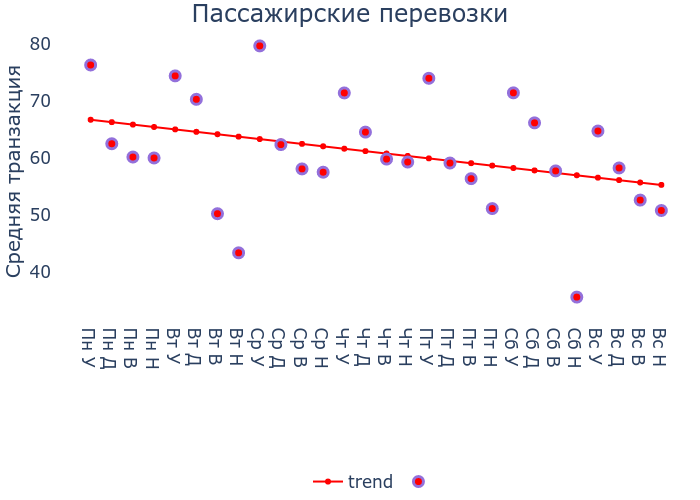 Пассажирские перевозки
Средняя транзакция
80
70
60
50
40
Пн У
Пн Д
Пн В
Пн Н
Вт У
Вт Д
Вт В
Вт Н
Ср У
Ср Д
Ср В
Ср Н
Чт У
Чт Д
Чт В
Чт Н
Пт У
Пт Д
Пт В
Пт Н
Сб У
Сб Д
Сб В
Сб Н
Вс У
Вс Д
Вс В
Вс Н
trend